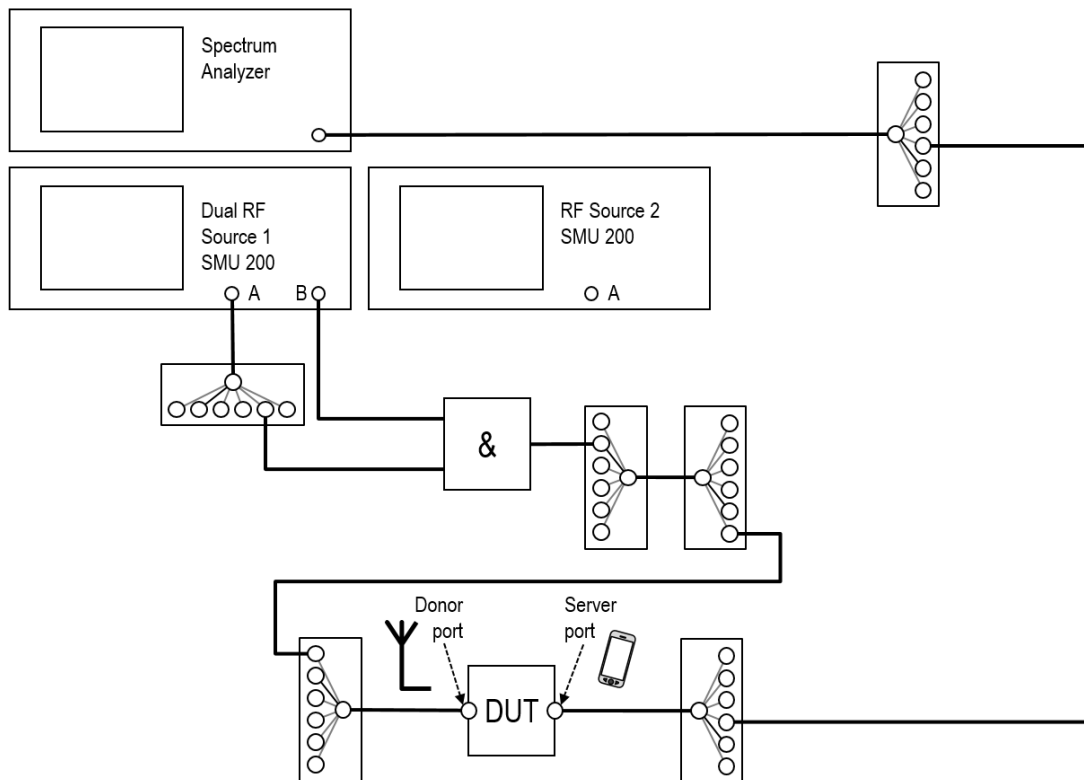 Spectrum
Analyzer
Dual RF
Source 1
SMU 200
A
B
RF Source 2
SMU 200
A
&
Donor
port
Server
port
DUT